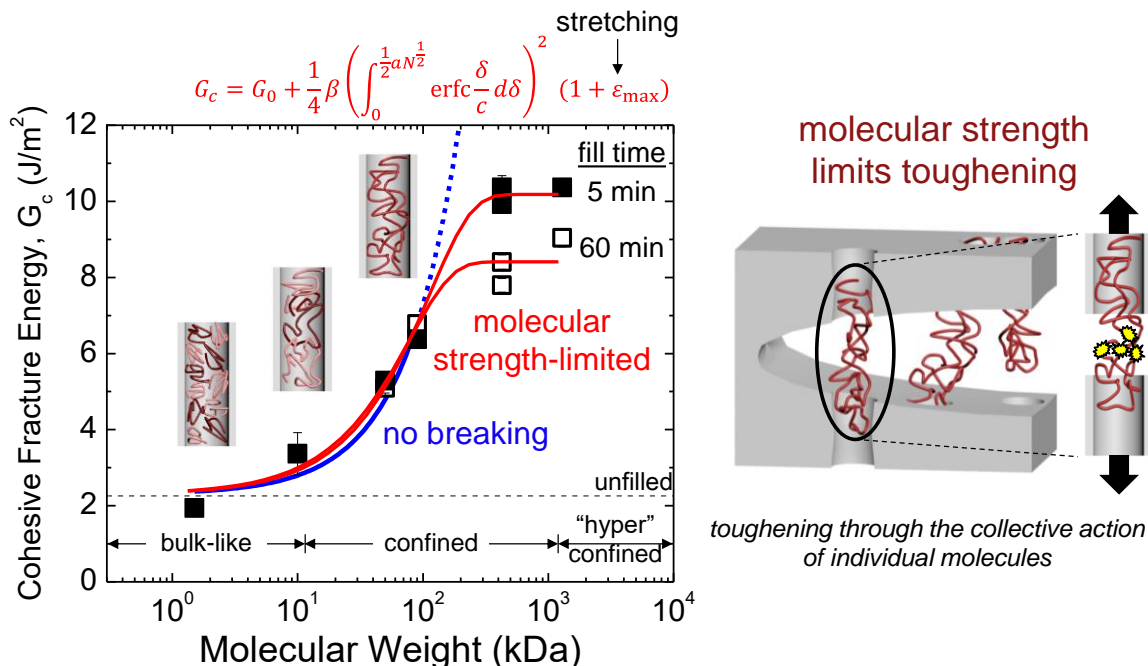 stretching
G_c = G_0 + 1/4 β ( ∫_0^{1/2 aN^{1/2}} erfc δ/c dδ )^2 (1 + ε_max)
Cohesive Fracture Energy, G_c (J/m^2)
12
10
8
6
4
2
0
fill time
5 min
60 min
molecular
strength-limited
no breaking
unfilled
bulk-like
confined
"hyper"
confined
10^0
10^1
10^2
10^3
10^4
Molecular Weight (kDa)
molecular strength
limits toughening
toughening through the collective action
of individual molecules